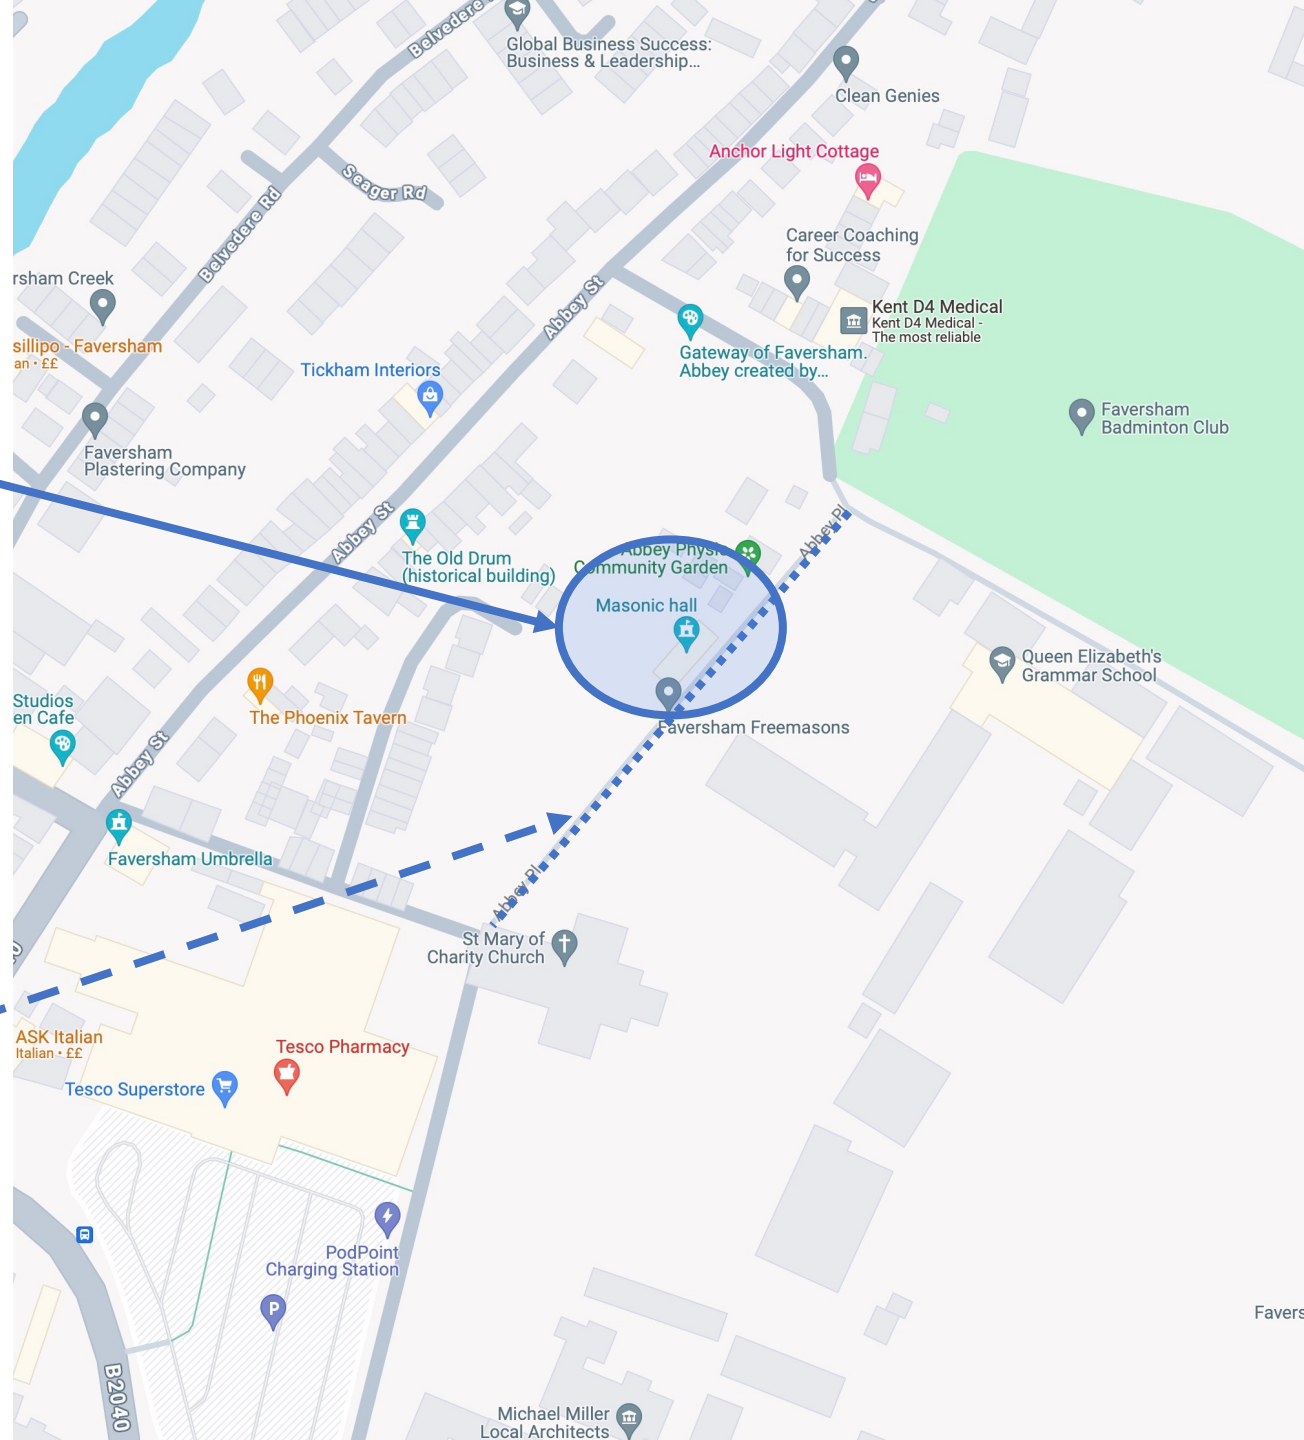 Belvedere
Global Business Success:
Business & Leadership...
Clean Genies
Anchor Light Cottage
Seager Rd
Belvedere Rd
Career Coaching
for Success
rsham Creek
Abbey St
Kent D4 Medical
Kent D4 Medical -
The most reliable
sillipo - Faversham
an • ££
Gateway of Faversham.
Abbey created by...
Tickham Interiors
Faversham
Badminton Club
Faversham
Plastering Company
Abbey St
Abbey Pl
The Old Drum
(historical building)
Abbey Physic
Community Garden
Masonic hall
Queen Elizabeth's
Grammar School
Studios
en Cafe
The Phoenix Tavern
Faversham Freemasons
Abbey St
Faversham Umbrella
Abbey Pl
St Mary of
Charity Church
ASK Italian
Italian • ££
Tesco Pharmacy
Tesco Superstore
PodPoint
Charging Station
P
Favers
B2040
Michael Miller
Local Architects